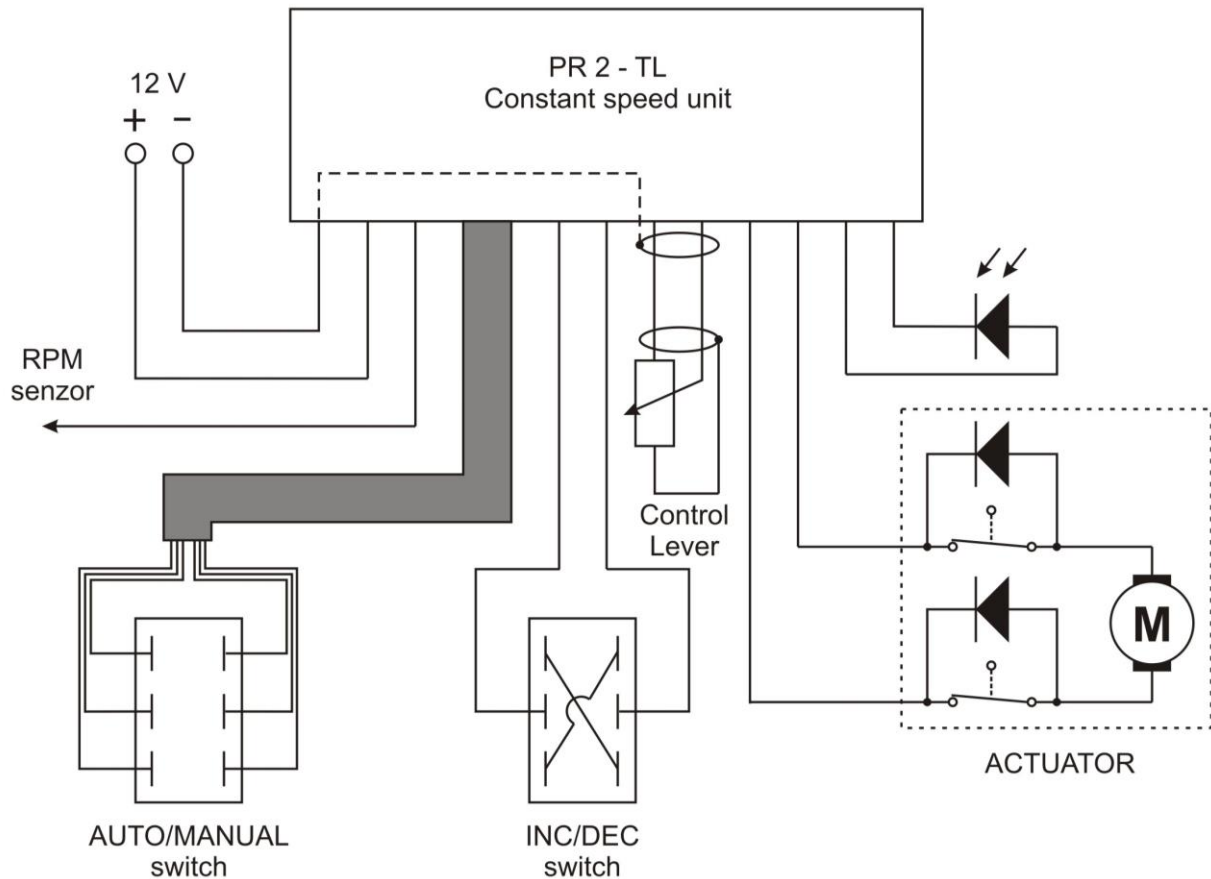 PR 2 - TL
Constant speed unit
12 V
+ -
RPM
senzor
Control
Lever
M
ACTUATOR
AUTO/MANUAL
switch
INC/DEC
switch